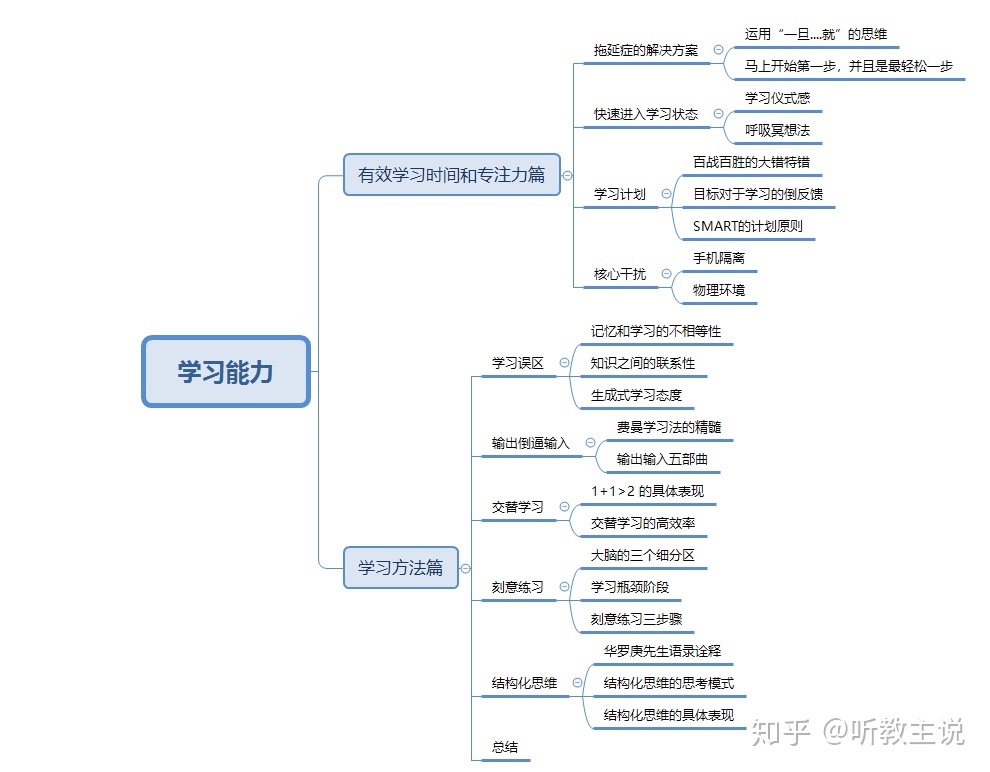 学习能力
有效学习时间和专注力篇
拖延症的解决方案
运用“一旦....就”的思维
马上开始第一步，并且是最轻松一步
快速进入学习状态
学习仪式感
呼吸冥想法
学习计划
百战百胜的大错特错
目标对于学习的倒反馈
SMART的计划原则
核心干扰
手机隔离
物理环境
学习方法篇
学习误区
记忆和学习的不相等性
知识之间的联系性
生成式学习态度
输出倒逼输入
费曼学习法的精髓
输出输入五部曲
交替学习
1+1>2 的具体表现
交替学习的高效率
刻意练习
大脑的三个细分区
学习瓶颈阶段
刻意练习三步骤
结构化思维
华罗庚先生语录诠释
结构化思维的思考模式
结构化思维的具体表现
总结
知乎 @听教主说